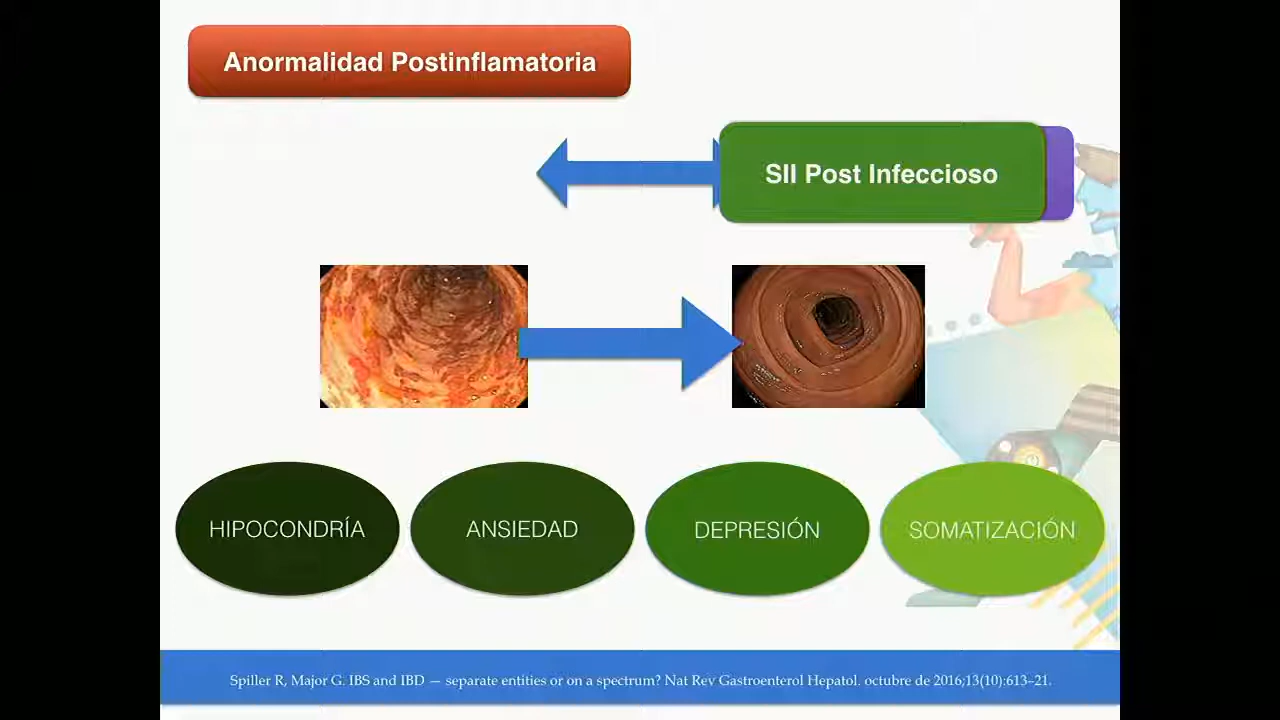 Anormalidad Postinflamatoria
SII Post Infeccioso
HIPOCONDRÍA
ANSIEDAD
DEPRESIÓN
SOMATIZACIÓN
Spiller R, Major G. IBS and IBD — separate entities or on a spectrum? Nat Rev Gastroenterol Hepatol. octubre de 2016;13(10):613–21.